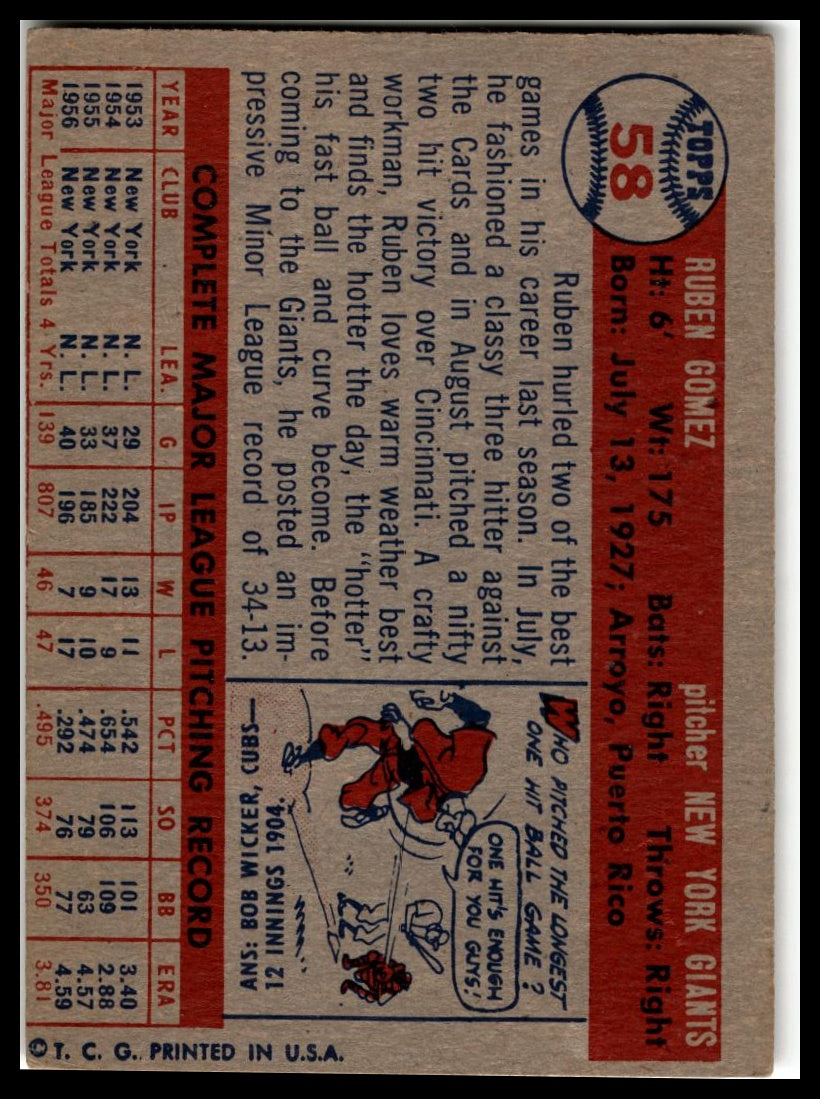 TOPPS
58
RUBEN GOMEZ pitcher NEW YORK GIANTS
Ht: 6' Wt: 175 Bats: Right Throws: Right
Born: July 13, 1927; Arroyo, Puerto Rico
Ruben hurled two of the best
games in his career last season. In July,
he fashioned a classy three hitter against
the Cards and in August pitched a nifty
two hit victory over Cincinnati. A crafty
workman, Ruben loves warm weather best
and finds the hotter the day, the "hotter"
his fast ball and curve become. Before
coming to the Giants, he posted an im-
pressive Minor League record of 34-13.
WHO PITCHED THE LONGEST
ONE HIT BALL GAME?
ONE HIT'S ENOUGH
FOR YOU GUYS!
ANS: BOB WICKER, CUBS—
12 INNINGS 1904
COMPLETE MAJOR LEAGUE PITCHING RECORD
YEAR CLUB LEA. G IP W L PCT SO BB ERA
1953 New York N. L. 29 204 13 11 .542 113 101 3.40
1954 New York N. L. 37 222 17 9 .654 106 109 2.88
1955 New York N. L. 33 185 9 10 .474 79 63 4.57
1956 New York N. L. 40 196 7 17 .292 76 77 4.59
Major League Totals 4 Yrs. 139 807 46 47 .495 374 350 3.81
© T. C. G. PRINTED IN U.S.A.